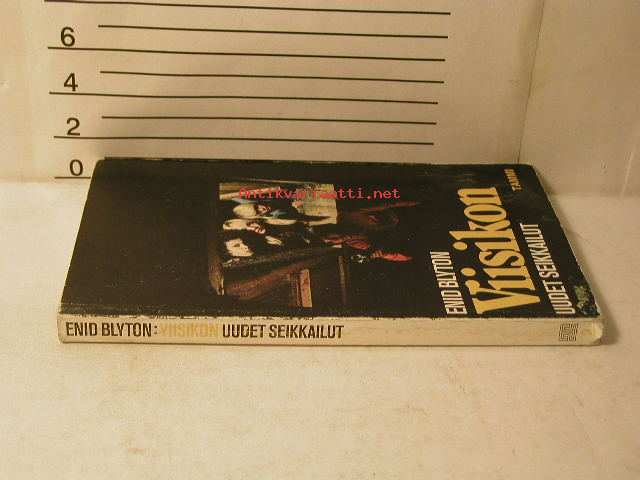 6
4
2
0
Antikvariaatti.net
ENID BLYTON
Viisikon
TAMMI
UUDET SEIKKAILUT
ENID BLYTON: VIISIKON UUDET SEIKKAILUT